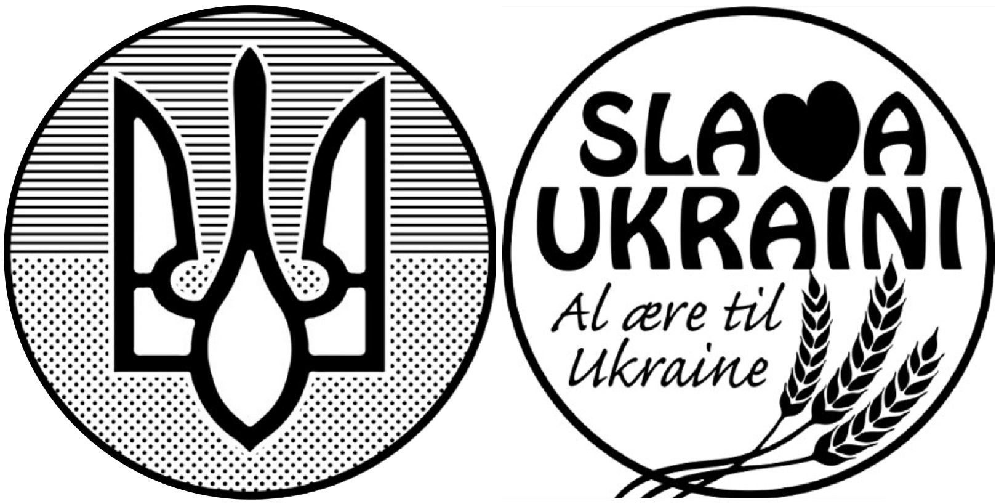 SLAVA
UKRAINI
Al ære til
Ukraine